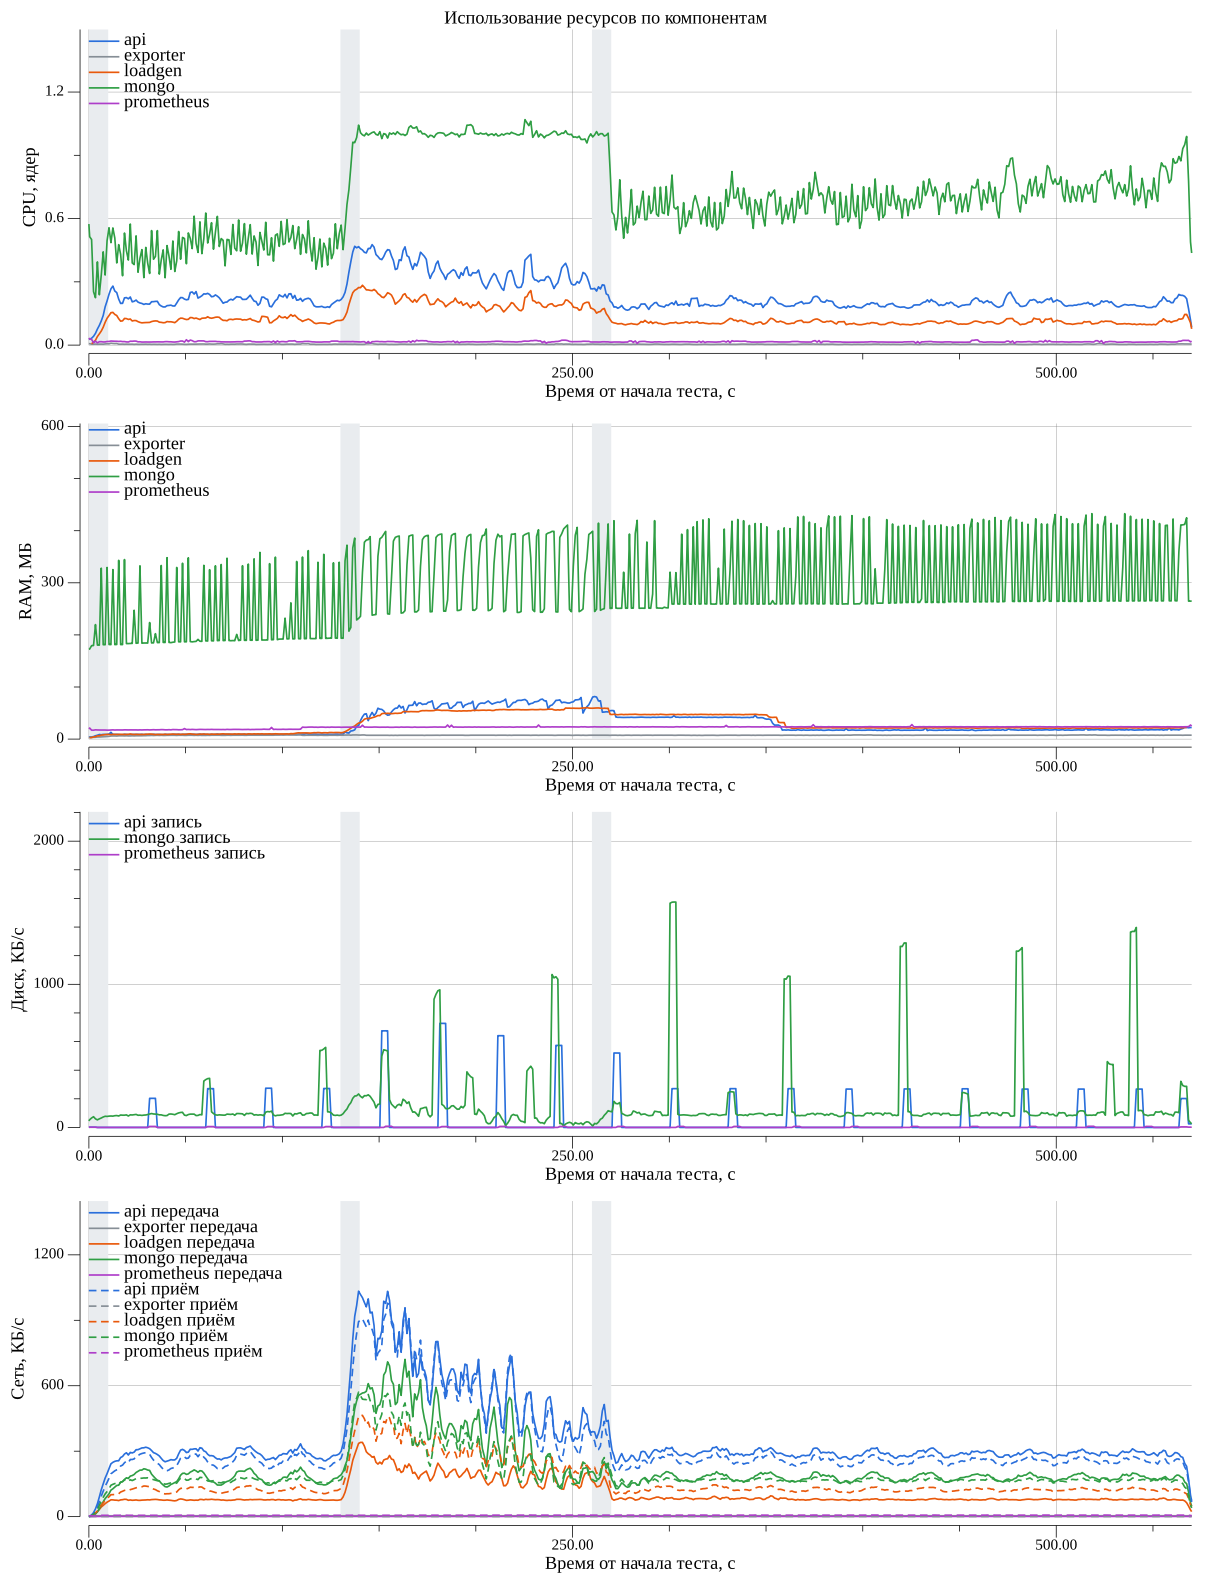 Использование ресурсов по компонентам
api
exporter
loadgen
mongo
prometheus
1.2
0.6
0.0
CPU, ядер
0.00 250.00 500.00
Время от начала теста, с
600
300
0
RAM, МБ
api
exporter
loadgen
mongo
prometheus
0.00 250.00 500.00
Время от начала теста, с
2000
1000
0
Диск, КБ/с
api запись
mongo запись
prometheus запись
0.00 250.00 500.00
Время от начала теста, с
1200
600
0
Сеть, КБ/с
api передача
exporter передача
loadgen передача
mongo передача
prometheus передача
api приём
exporter приём
loadgen приём
mongo приём
prometheus приём
0.00 250.00 500.00
Время от начала теста, с